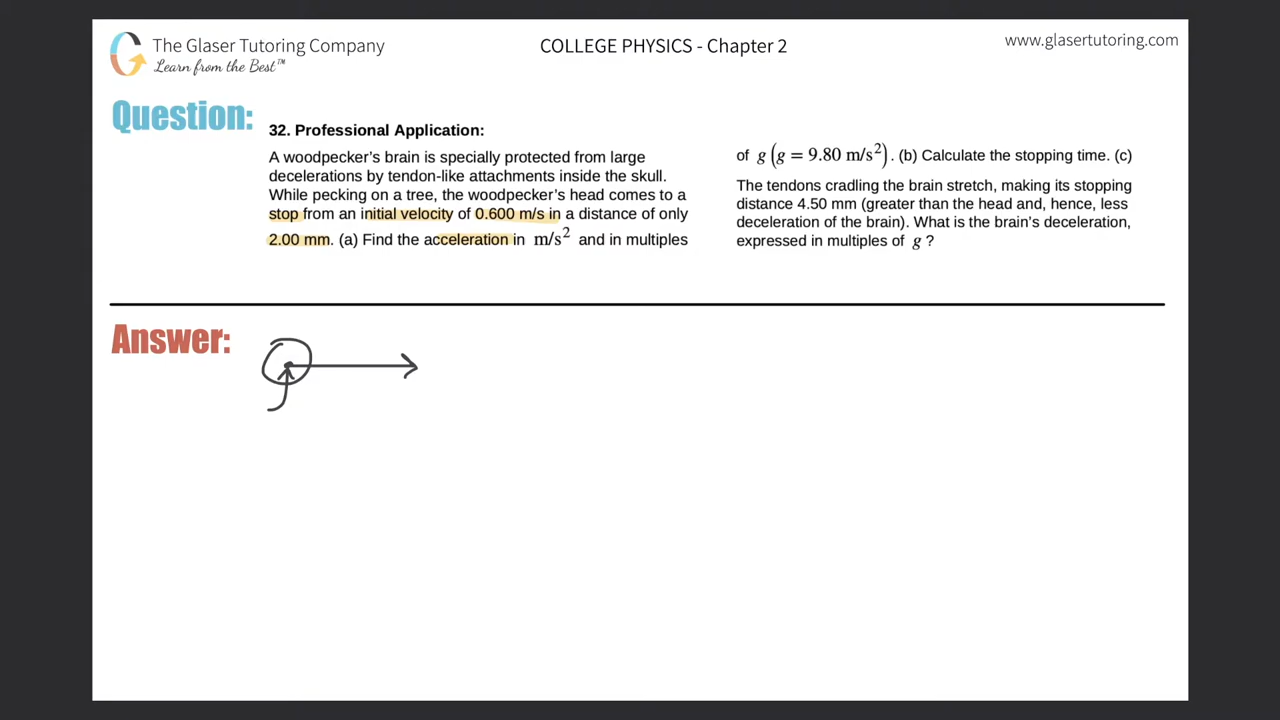 The Glaser Tutoring Company
Learn from the Best™
COLLEGE PHYSICS - Chapter 2
www.glasertutoring.com
Question:
32. Professional Application:
A woodpecker's brain is specially protected from large
decelerations by tendon-like attachments inside the skull.
While pecking on a tree, the woodpecker's head comes to a
stop from an initial velocity of 0.600 m/s in a distance of only
2.00 mm. (a) Find the acceleration in m/s² and in multiples
of g (g = 9.80 m/s²). (b) Calculate the stopping time. (c)
The tendons cradling the brain stretch, making its stopping
distance 4.50 mm (greater than the head and, hence, less
deceleration of the brain). What is the brain's deceleration,
expressed in multiples of g ?
Answer: